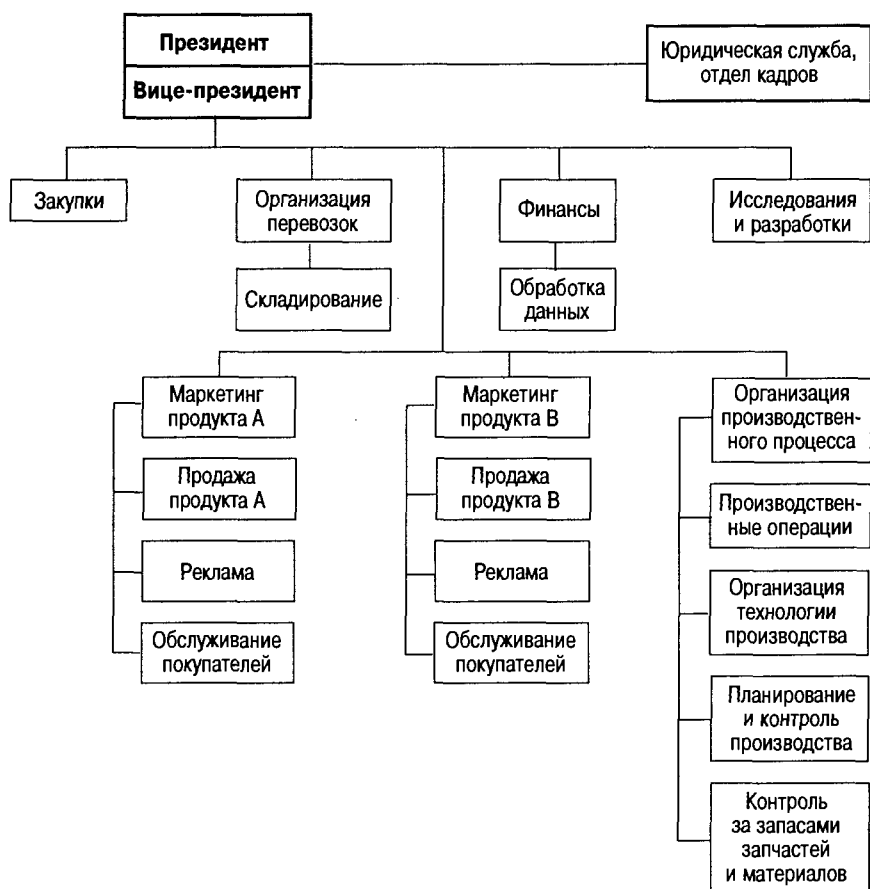 Президент
Вице-президент
Юридическая служба,
отдел кадров
Закупки
Организация
перевозок
Финансы
Исследования
и разработки
Складирование
Обработка
данных
Маркетинг
продукта А
Продажа
продукта А
Реклама
Обслуживание
покупателей
Маркетинг
продукта В
Продажа
продукта В
Реклама
Обслуживание
покупателей
Организация
производствен-
ного процесса
Производствен-
ные операции
Организация
технологии
производства
Планирование
и контроль
производства
Контроль
за запасами
запчастей
и материалов